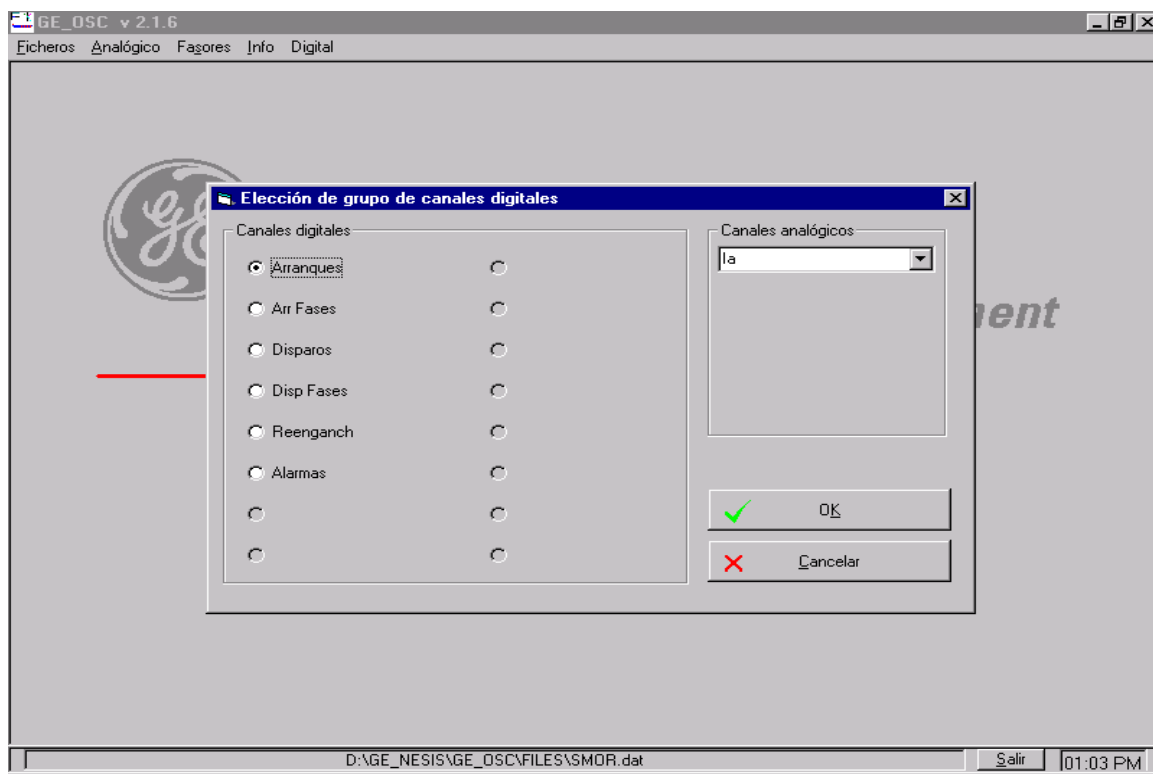 GE_OSC v 2.1.6
Ficheros Analógico Fasores Info Digital
Elección de grupo de canales digitales
Canales digitales
Arranques
Arr Fases
Disparos
Disp Fases
Reenganch
Alarmas
Canales analógicos
Ia
OK
Cancelar
D:\GE_NESIS\GE_OSC\FILES\SMOR.dat
Salir
01:03 PM